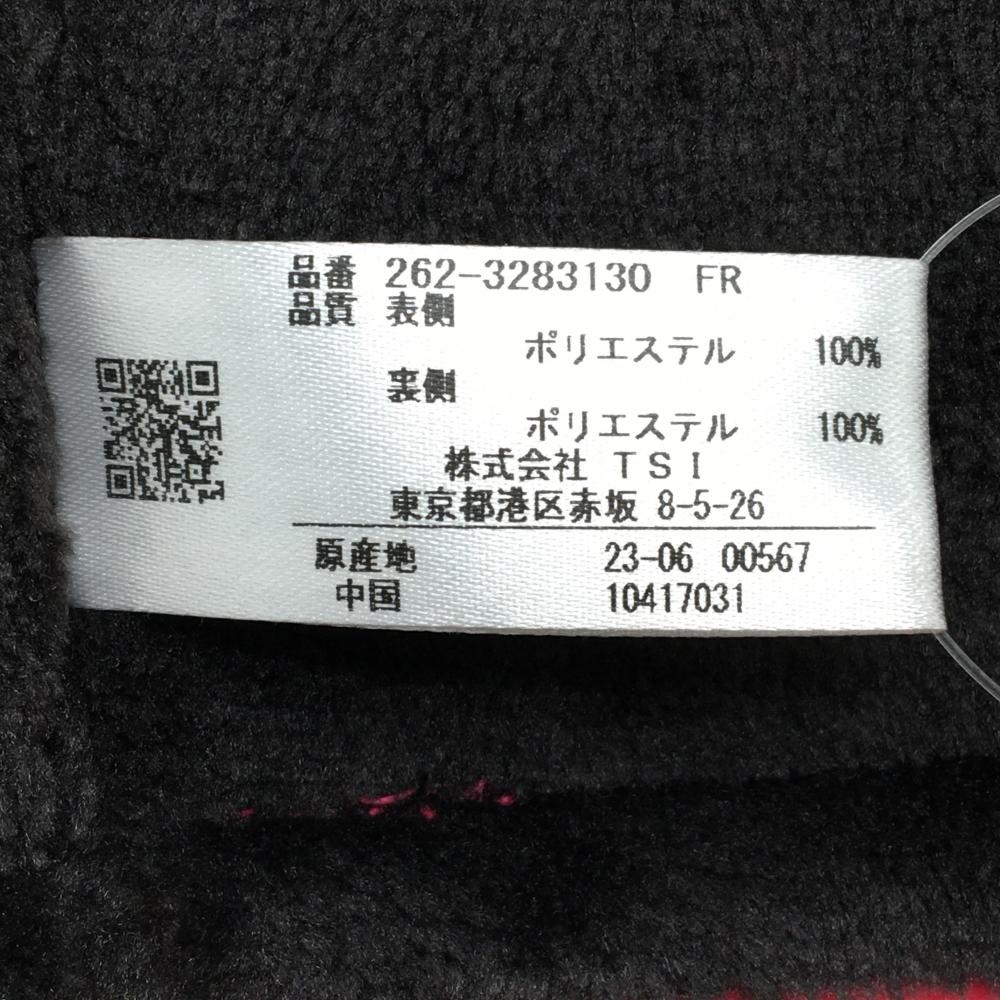 品番 262-3283130 FR
品質 表側
ポリエステル 100%
裏側
ポリエステル 100%
株式会社 TSI
東京都港区赤坂 8-5-26
原産地 23-06 00567
中国 10417031